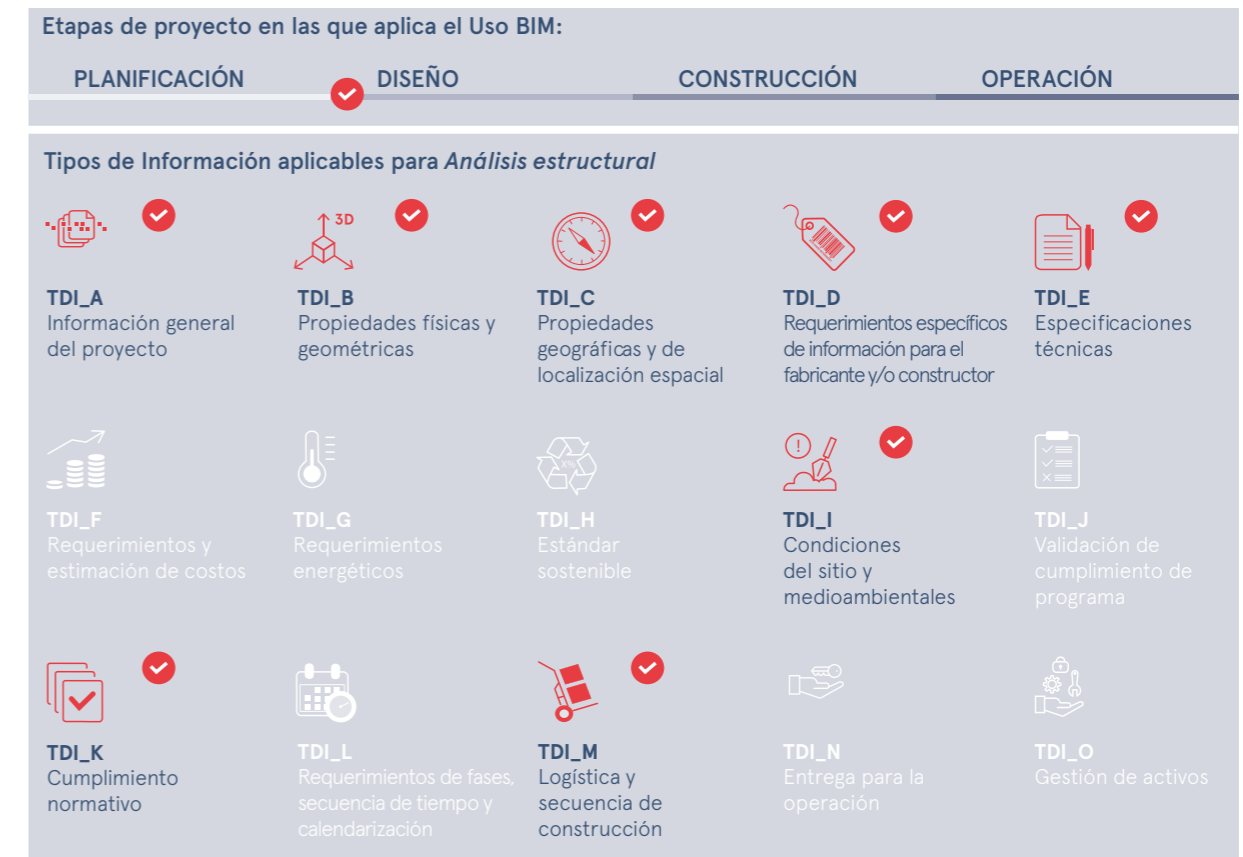 Etapas de proyecto en las que aplica el Uso BIM:
PLANIFICACIÓN DISEÑO CONSTRUCCIÓN OPERACIÓN
Tipos de Información aplicables para Análisis estructural
3D
TDI_A
Información general
del proyecto
TDI_B
Propiedades físicas y
geométricas
TDI_C
Propiedades
geográficas y de
localización espacial
TDI_D
Requerimientos específicos
de información para el
fabricante y/o constructor
TDI_E
Especificaciones
técnicas
TDI_F
Requerimientos y
estimación de costos
TDI_G
Requerimientos
energéticos
X%
TDI_H
Estándar
sostenible
TDI_I
Condiciones
del sitio y
medioambientales
TDI_J
Validación de
cumplimiento de
programa
TDI_K
Cumplimiento
normativo
TDI_L
Requerimientos de fases,
secuencia de tiempo y
calendarización
TDI_M
Logística y
secuencia de
construcción
TDI_N
Entrega para la
operación
TDI_O
Gestión de activos